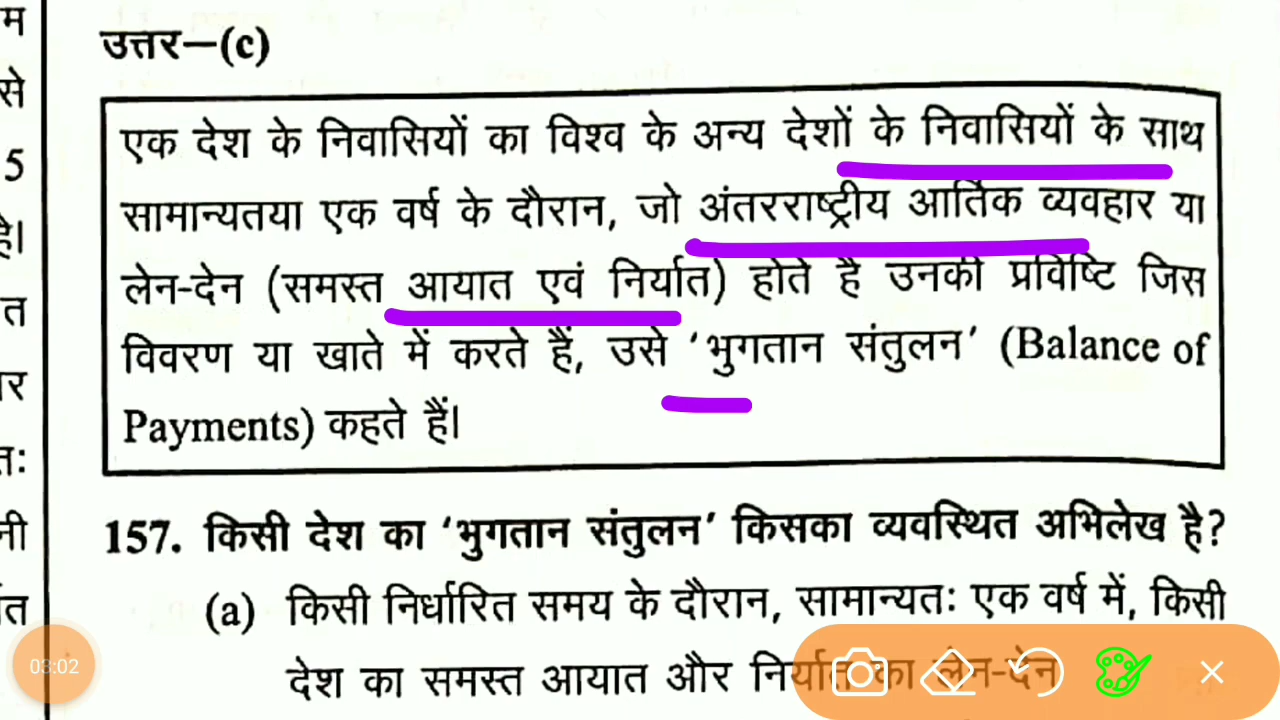 म
से
5
है।
त
र
तः
नी
त
उत्तर—(c)
एक देश के निवासियों का विश्व के अन्य देशों के निवासियों के साथ
सामान्यतया एक वर्ष के दौरान, जो अंतरराष्ट्रीय आर्तिक व्यवहार या
लेन-देन (समस्त आयात एवं निर्यात) होते है उनकी प्रविष्टि जिस
विवरण या खाते में करते हैं, उसे ‘भुगतान संतुलन’ (Balance of
Payments) कहते हैं।
157. किसी देश का ‘भुगतान संतुलन’ किसका व्यवस्थित अभिलेख है?
(a) किसी निर्धारित समय के दौरान, सामान्यतः एक वर्ष में, किसी
देश का समस्त आयात और निर्यात का लेन-देन
03:02